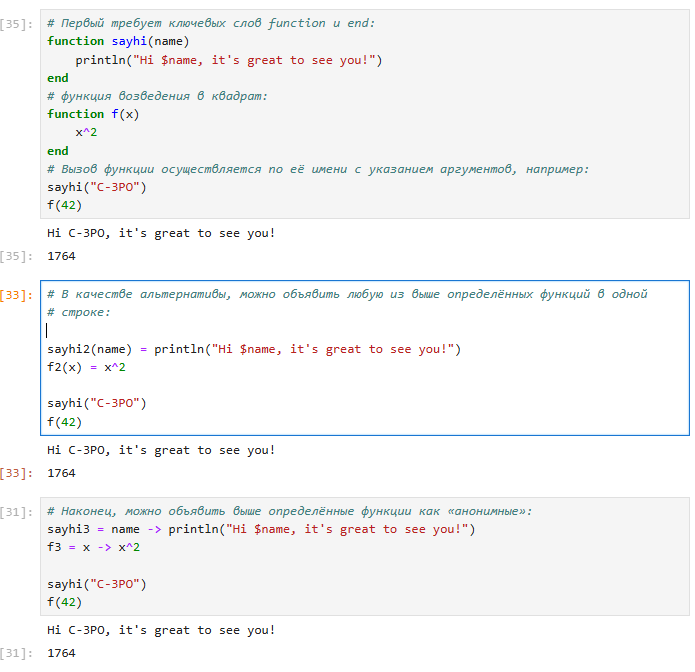 [35]: # Первый требует ключевых слов function и end:
function sayhi(name)
    println("Hi $name, it's great to see you!")
end
# функция возведения в квадрат:
function f(x)
    x^2
end
# Вызов функции осуществляется по её имени с указанием аргументов, например:
sayhi("C-3PO")
f(42)
Hi C-3PO, it's great to see you!
[35]: 1764
[33]: # В качестве альтернативы, можно объявить любую из выше определённых функций в одной
# строке:
sayhi2(name) = println("Hi $name, it's great to see you!")
f2(x) = x^2
sayhi("C-3PO")
f(42)
Hi C-3PO, it's great to see you!
[33]: 1764
[31]: # Наконец, можно объявить выше определённые функции как «анонимные»:
sayhi3 = name -> println("Hi $name, it's great to see you!")
f3 = x -> x^2
sayhi("C-3PO")
f(42)
Hi C-3PO, it's great to see you!
[31]: 1764